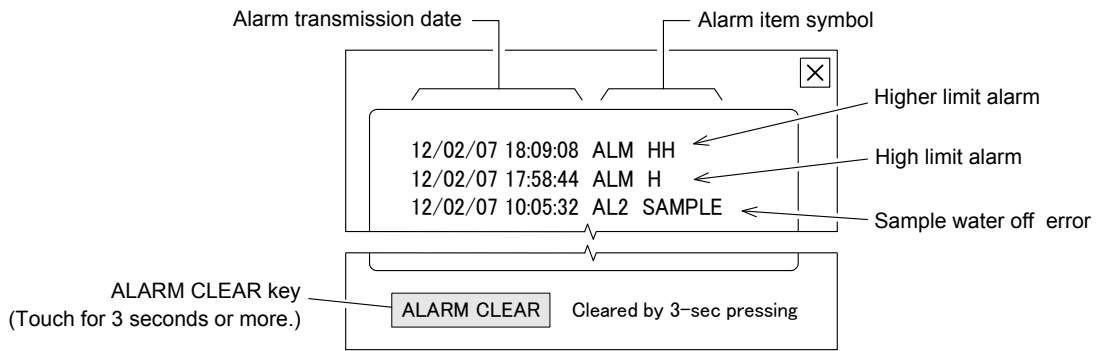 Alarm transmission date
Alarm item symbol
Higher limit alarm
12/02/07 18:09:08 ALM HH
High limit alarm
12/02/07 17:58:44 ALM H
12/02/07 10:05:32 AL2 SAMPLE
Sample water off error
ALARM CLEAR key
(Touch for 3 seconds or more.)
ALARM CLEAR
Cleared by 3-sec pressing